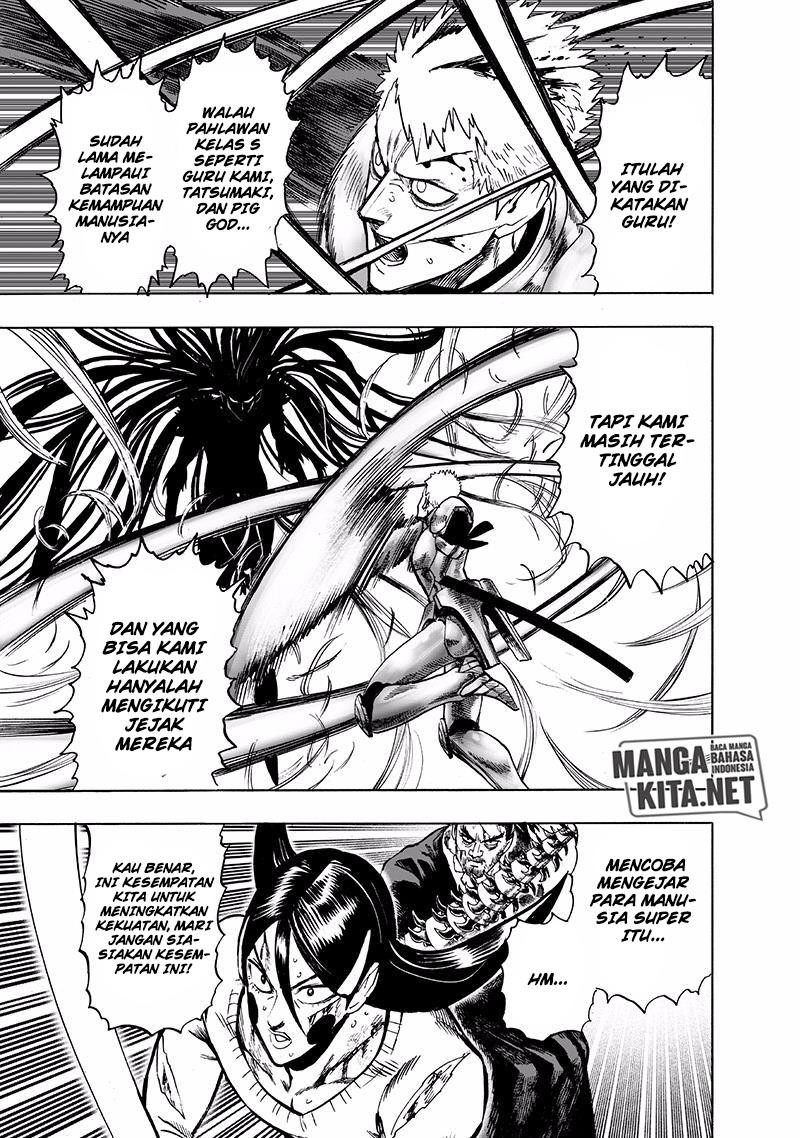 ITULAH
YANG DI-
KATAKAN
GURU!
WALAU
PAHLAWAN
KELAS S
SEPERTI
GURU KAMI,
TATSUMAKI,
DAN PIG
GOD...
SUDAH
LAMA ME-
LAMPAUI
BATASAN
KEMAMPUAN
MANUSIA-
NYA
TAPI KAMI
MASIH TER-
TINGGAL
JAUH!
DAN YANG
BISA KAMI
LAKUKAN
HANYALAH
MENGIKUTI
JEJAK
MEREKA
MANGA
KITA.NET
BACA MANGA
BAHASA
INDONESIA
MENCOBA
MENGEJAR
PARA MANU-
SIA SUPER
ITU...
HM...
KAU BENAR,
INI KESEMPATAN
KITA UNTUK
MENINGKATKAN
KEKUATAN, MARI
JANGAN SIA-
SIAKAN KESEM-
PATAN INI!